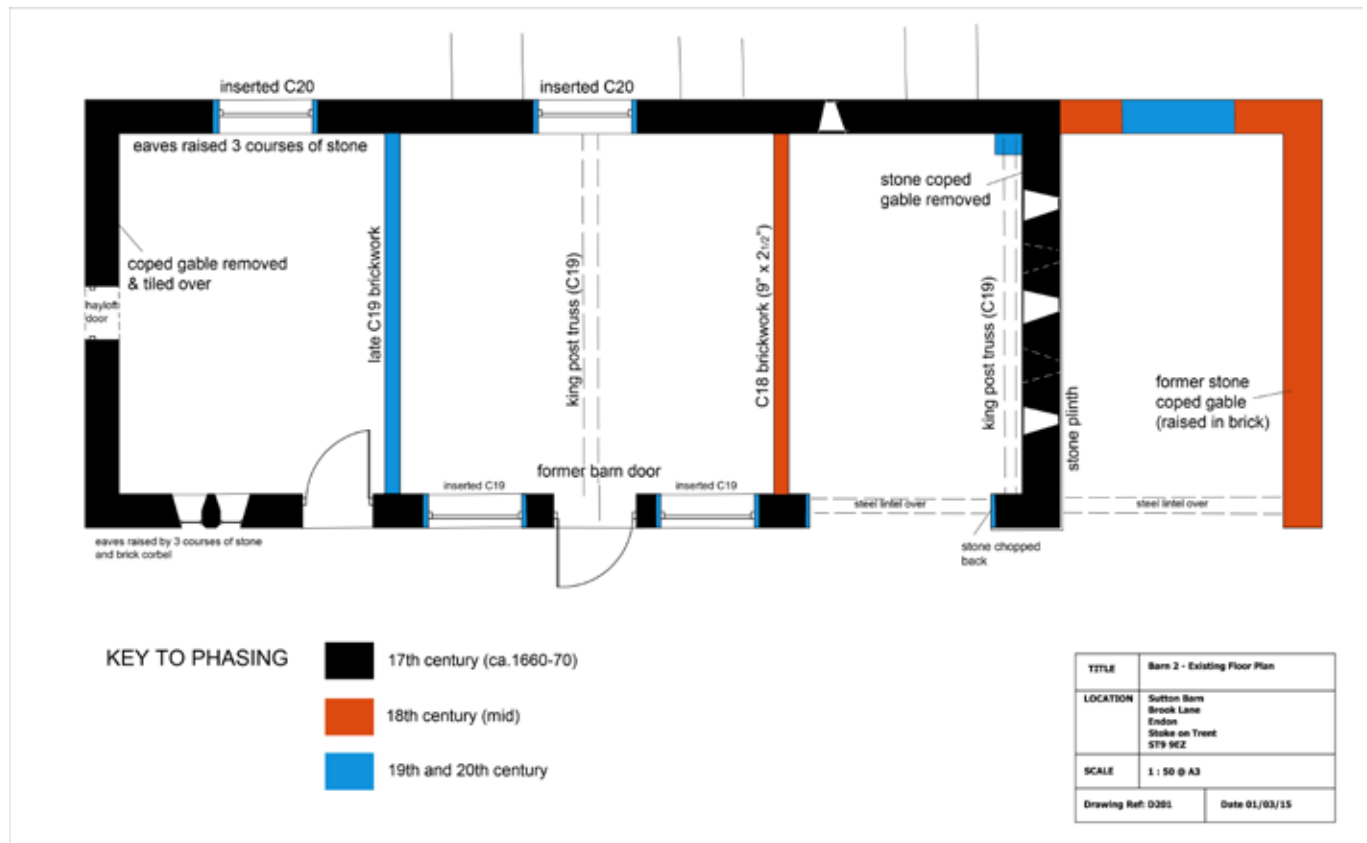 inserted C20
inserted C20
eaves raised 3 courses of stone
stone coped
gable removed
coped gable removed
& tiled over
hayloft
door
late C19 brickwork
king post truss (C19)
C18 brickwork (9" x 2 1/2")
king post truss (C19)
stone plinth
former stone
coped gable
(raised in brick)
former barn door
inserted C19
inserted C19
steel lintel over
steel lintel over
eaves raised by 3 courses of stone
and brick corbel
stone chopped
back
KEY TO PHASING
17th century (ca.1660-70)
18th century (mid)
19th and 20th century
TITLE Barn 2 - Existing Floor Plan
LOCATION Sutton Barn
Brook Lane
Endon
Stoke on Trent
ST9 9EZ
SCALE 1 : 50 @ A3
Drawing Ref: D201 Date 01/03/15